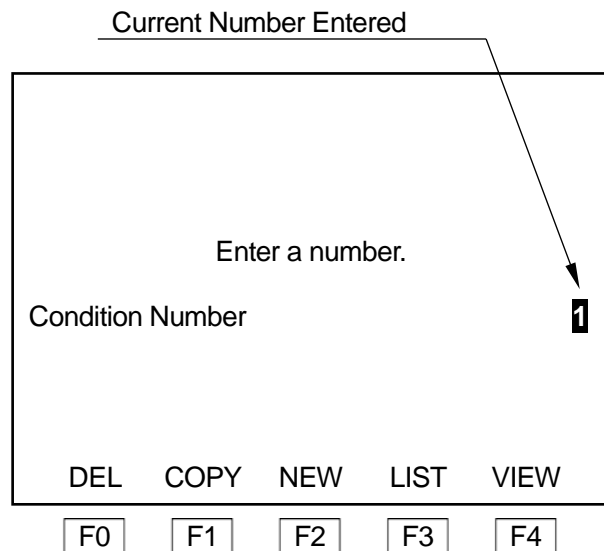 Current Number Entered
Enter a number.
Condition Number 1
DEL COPY NEW LIST VIEW
F0 F1 F2 F3 F4